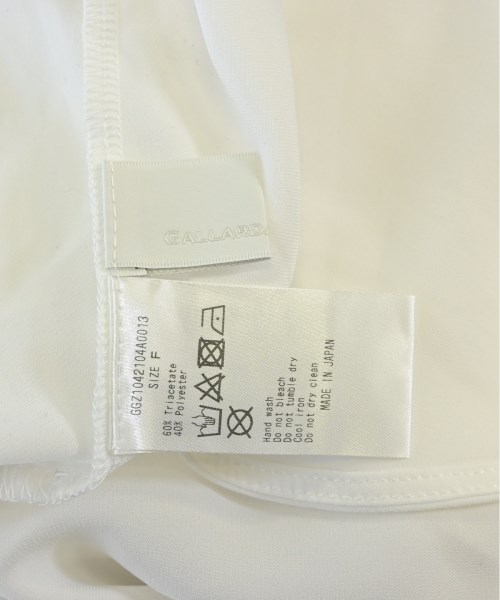 GALLARD
GGZ1042104A0013
SIZE F
60% Triacetate
40% Polyester
Hand wash
Do not bleach
Do not tumble dry
Cool iron
Do not dry clean
MADE IN JAPAN